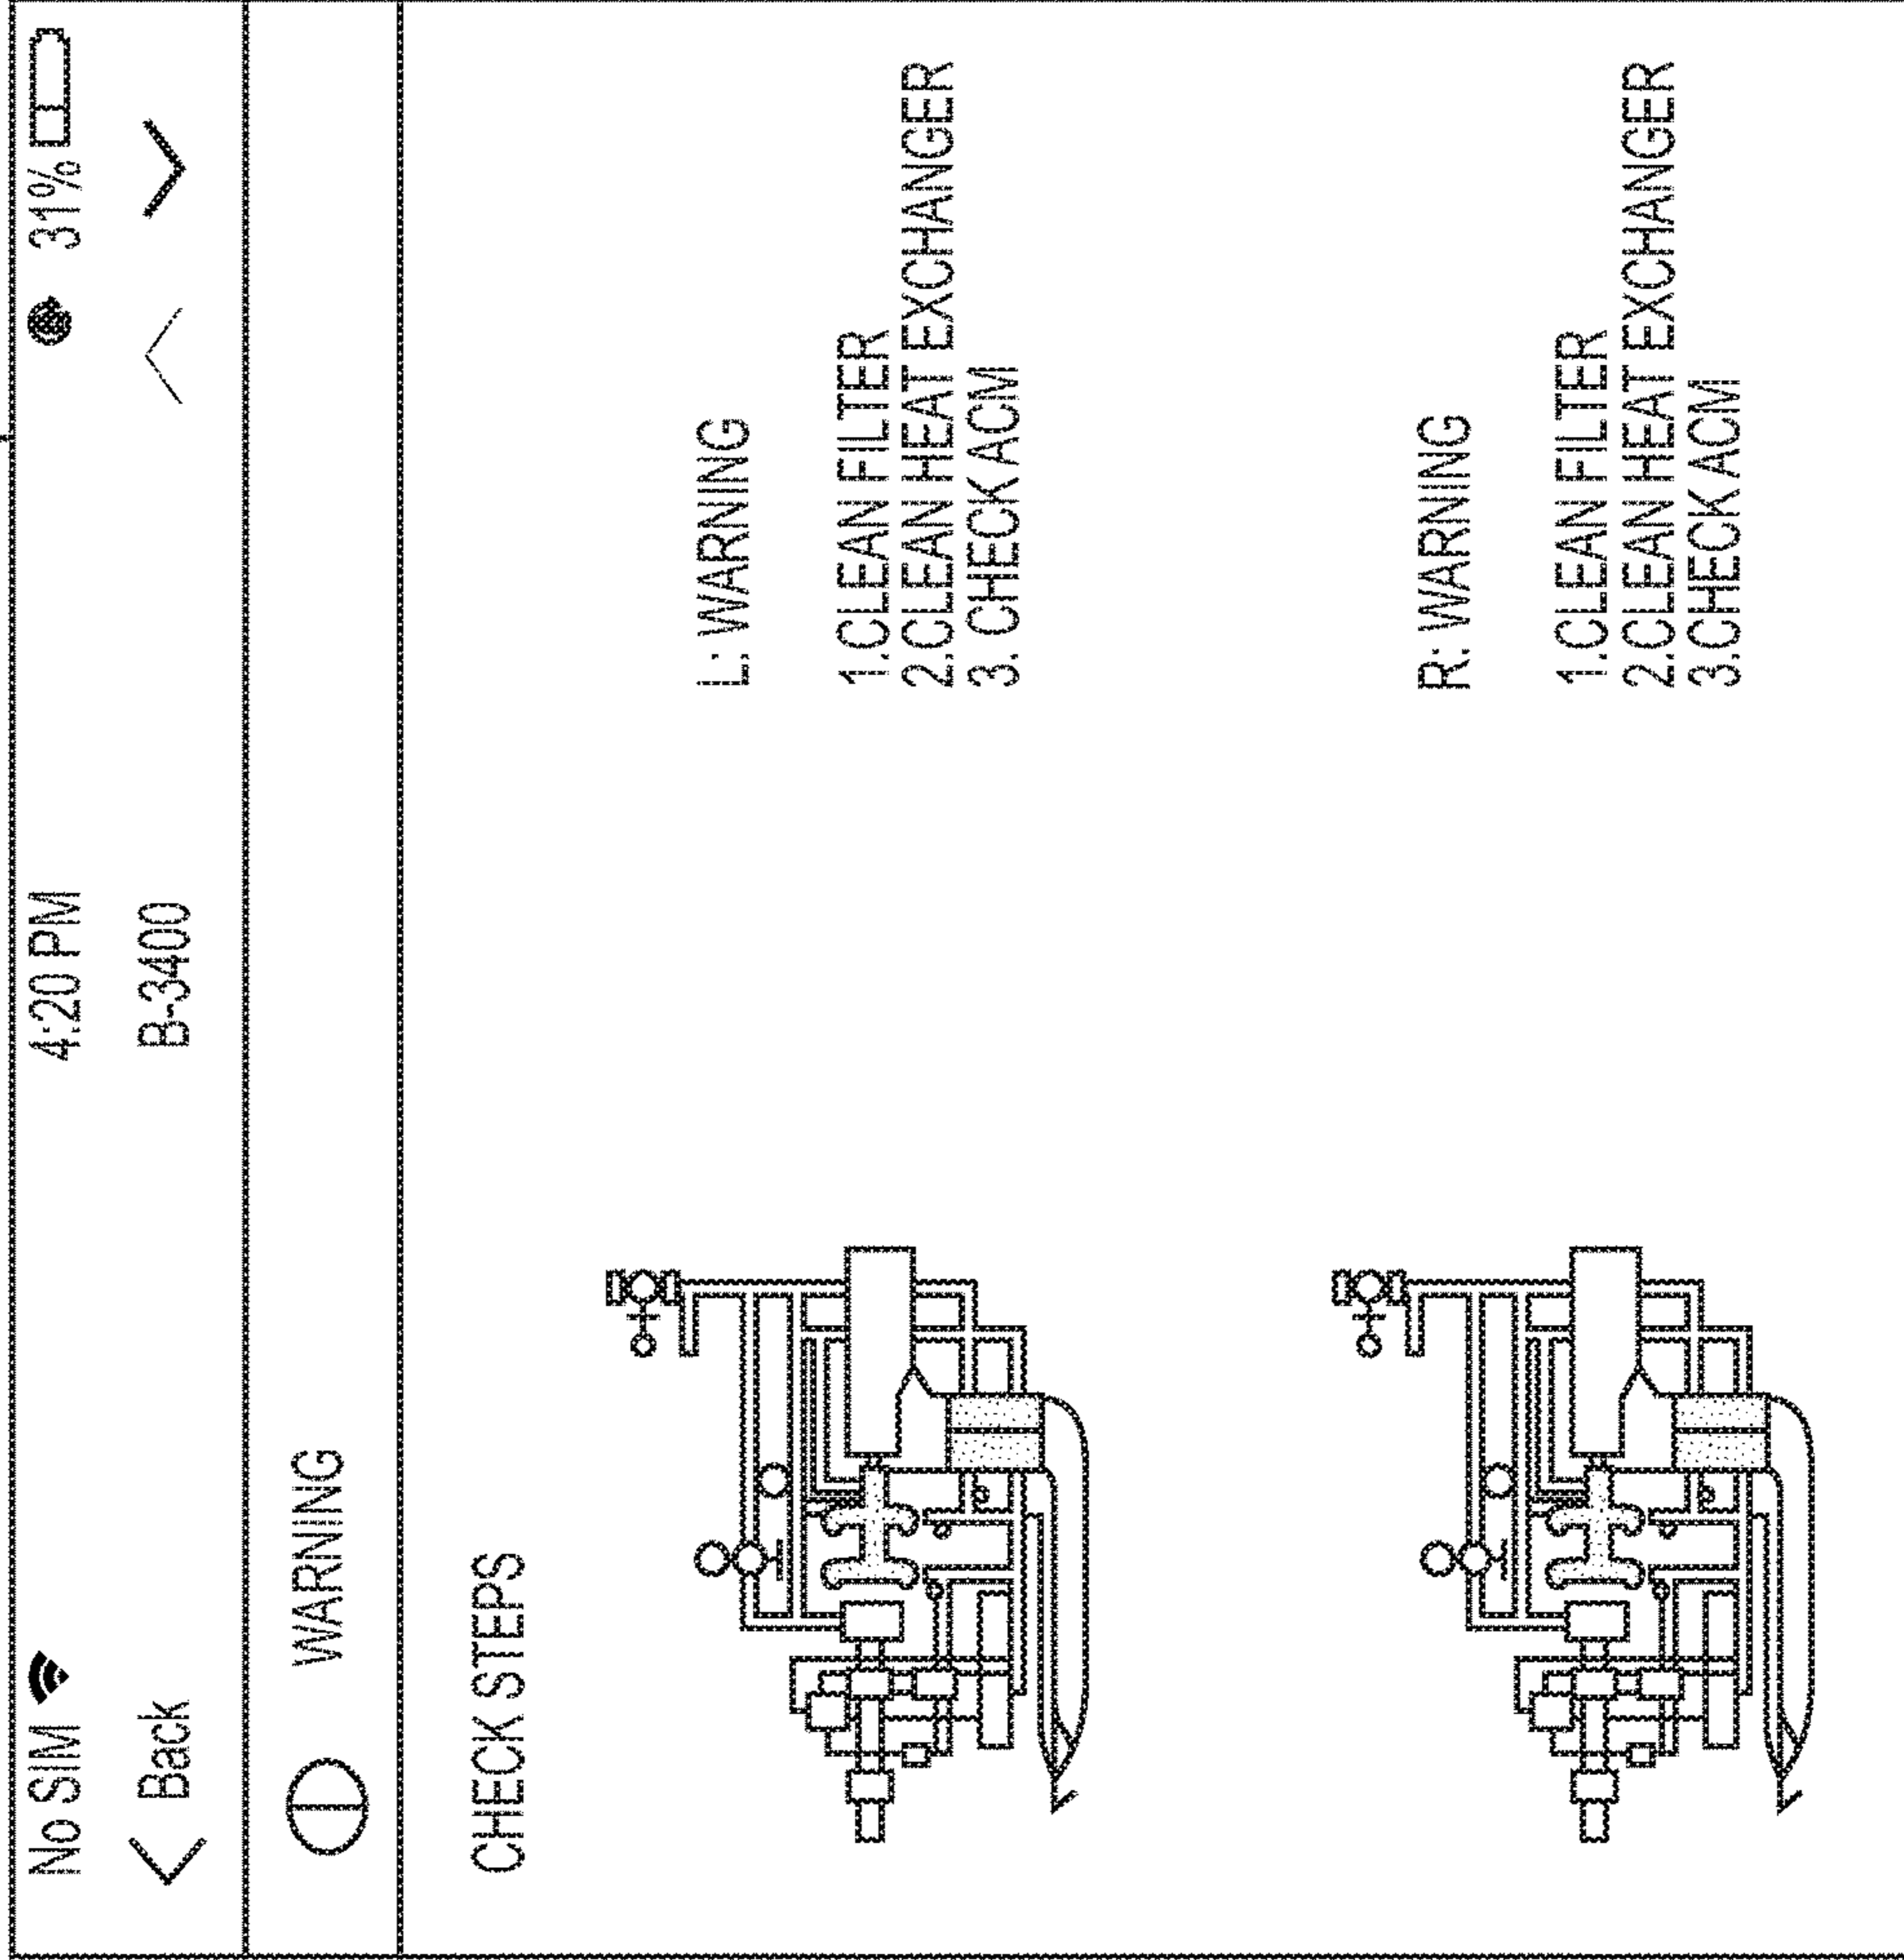 No SIM 4:20 PM 31%
Back B-3400
WARNING
CHECK STEPS
L: WARNING
1.CLEAN FILTER
2.CLEAN HEAT EXCHANGER
3. CHECK ACM
R: WARNING
1.CLEAN FILTER
2.CLEAN HEAT EXCHANGER
3.CHECK ACM